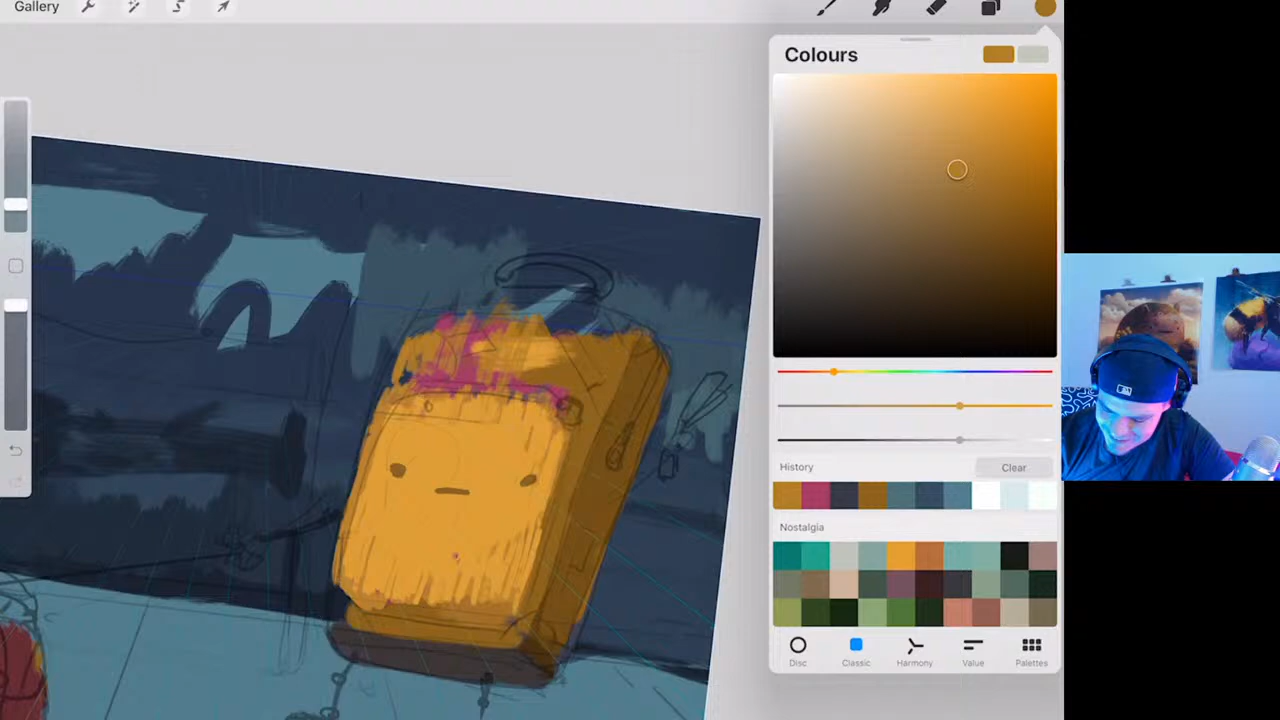 Gallery
Colours
History
Clear
Nostalgia
Disc
Classic
Harmony
Value
Palettes